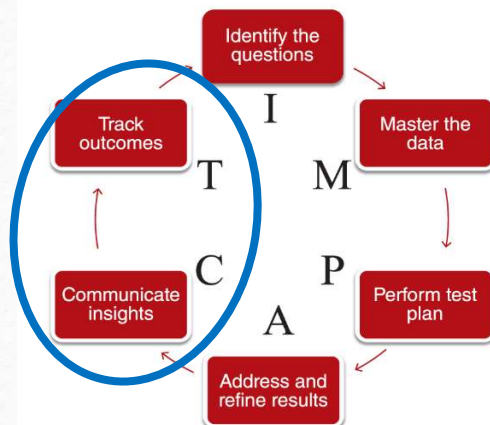 Identify the
questions
I
Master the
data
M
Perform test
plan
P
Address and
refine results
A
Communicate
insights
C
Track
outcomes
T